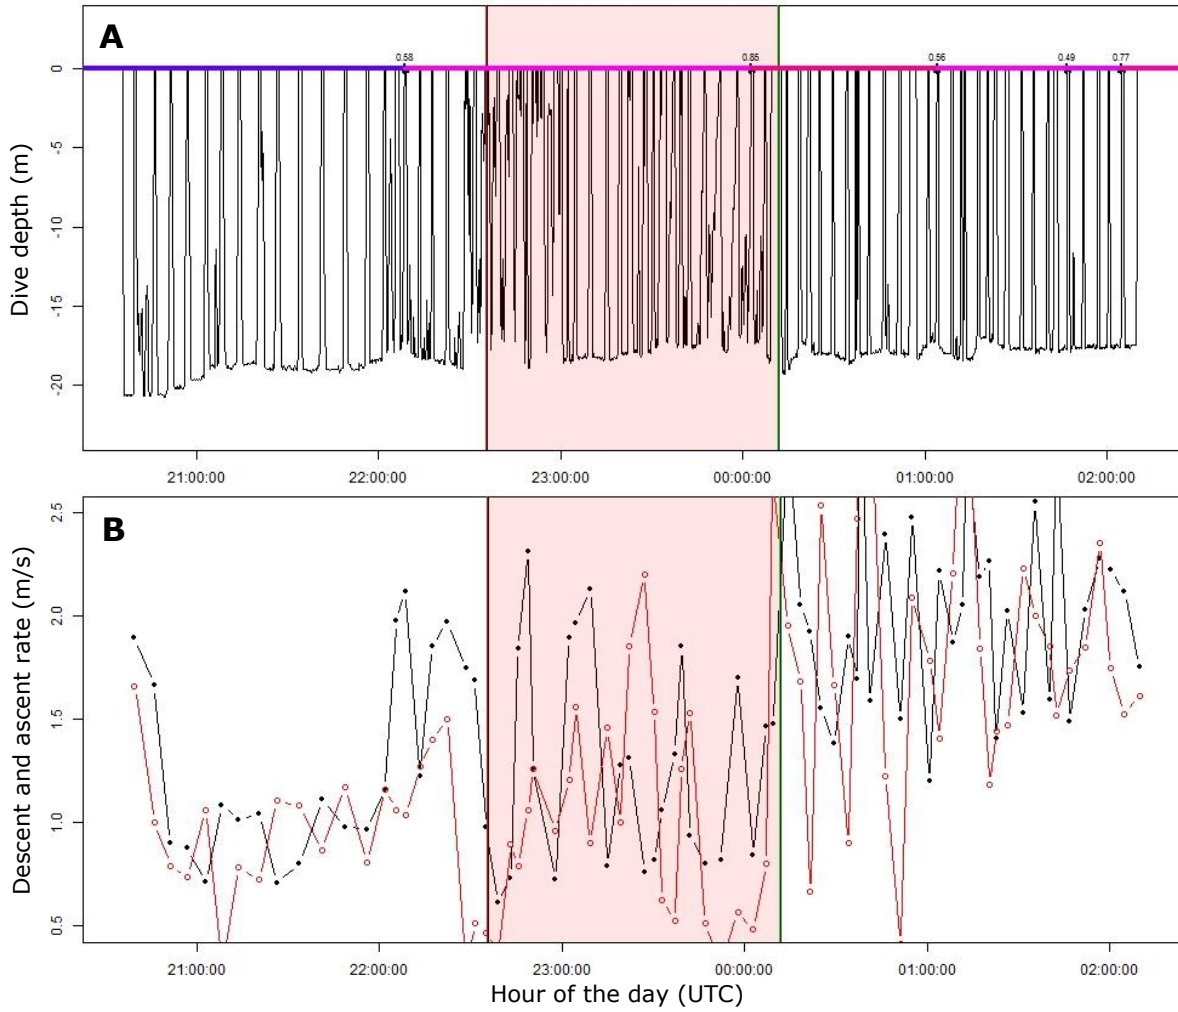 A
0.58 0.85 0.56 0.49 0.77
0
-5
-10
-15
-20
Dive depth (m)
21:00:00 22:00:00 23:00:00 00:00:00 01:00:00 02:00:00
B
2.5
2.0
1.5
1.0
0.5
Descent and ascent rate (m/s)
21:00:00 22:00:00 23:00:00 00:00:00 01:00:00 02:00:00
Hour of the day (UTC)